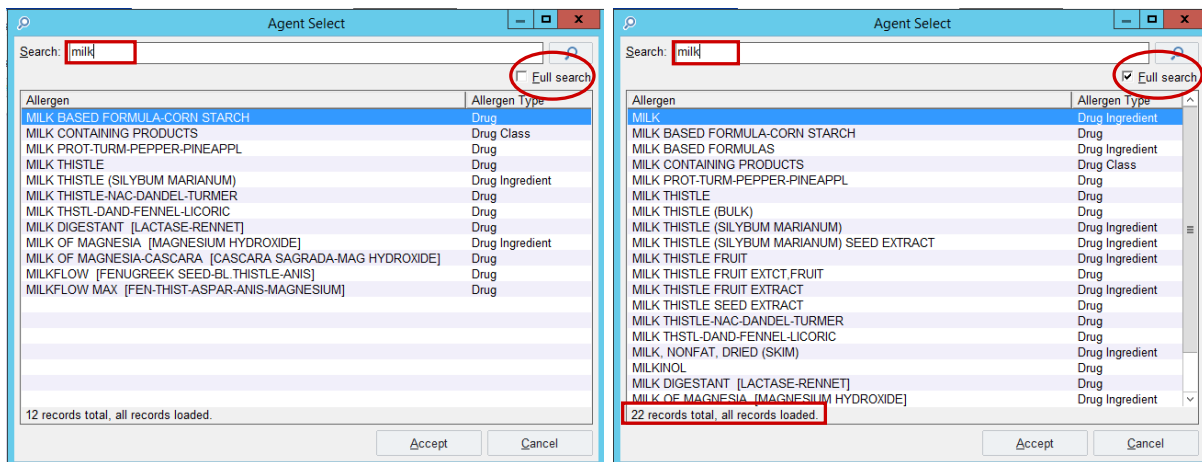 Agent Select
Search: milk
Full search
Allergen Allergen Type
MILK BASED FORMULA-CORN STARCH Drug
MILK CONTAINING PRODUCTS Drug Class
MILK PROT-TURM-PEPPER-PINEAPPL Drug
MILK THISTLE Drug
MILK THISTLE (SILYBUM MARIANUM) Drug Ingredient
MILK THISTLE-NAC-DANDEL-TURMER Drug
MILK THSTL-DAND-FENNEL-LICORIC Drug
MILK DIGESTANT [LACTASE-RENNET] Drug
MILK OF MAGNESIA [MAGNESIUM HYDROXIDE] Drug Ingredient
MILK OF MAGNESIA-CASCARA [CASCARA SAGRADA-MAG HYDROXIDE] Drug
MILKFLOW [FENUGREEK SEED-BL.THISTLE-ANIS] Drug
MILKFLOW MAX [FEN-THIST-ASPAR-ANIS-MAGNESIUM] Drug
12 records total, all records loaded.
Accept Cancel
Agent Select
Search: milk
Full search
Allergen Allergen Type
MILK Drug Ingredient
MILK BASED FORMULA-CORN STARCH Drug
MILK BASED FORMULAS Drug Ingredient
MILK CONTAINING PRODUCTS Drug Class
MILK PROT-TURM-PEPPER-PINEAPPL Drug
MILK THISTLE Drug
MILK THISTLE (BULK) Drug
MILK THISTLE (SILYBUM MARIANUM) Drug Ingredient
MILK THISTLE (SILYBUM MARIANUM) SEED EXTRACT Drug Ingredient
MILK THISTLE FRUIT Drug Ingredient
MILK THISTLE FRUIT EXTCT,FRUIT Drug
MILK THISTLE FRUIT EXTRACT Drug Ingredient
MILK THISTLE SEED EXTRACT Drug
MILK THISTLE-NAC-DANDEL-TURMER Drug
MILK THSTL-DAND-FENNEL-LICORIC Drug
MILK, NONFAT, DRIED (SKIM) Drug Ingredient
MILKINOL Drug
MILK DIGESTANT [LACTASE-RENNET] Drug
MILK OF MAGNESIA [MAGNESIUM HYDROXIDE] Drug Ingredient
22 records total, all records loaded.
Accept Cancel